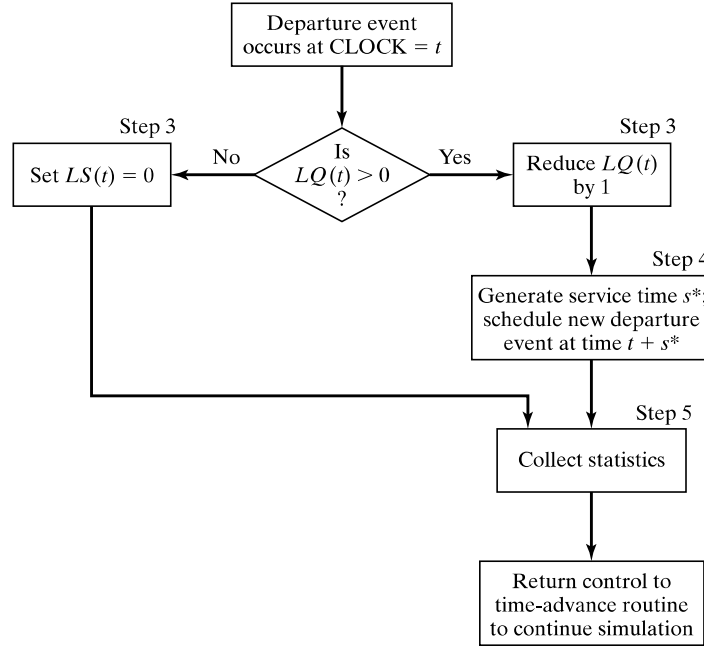 Departure event
occurs at CLOCK = t
Step 3
Set LS(t) = 0
No
Is
LQ(t) > 0
?
Yes
Step 3
Reduce LQ(t)
by 1
Step 4
Generate service time s*;
schedule new departure
event at time t + s*
Step 5
Collect statistics
Return control to
time-advance routine
to continue simulation